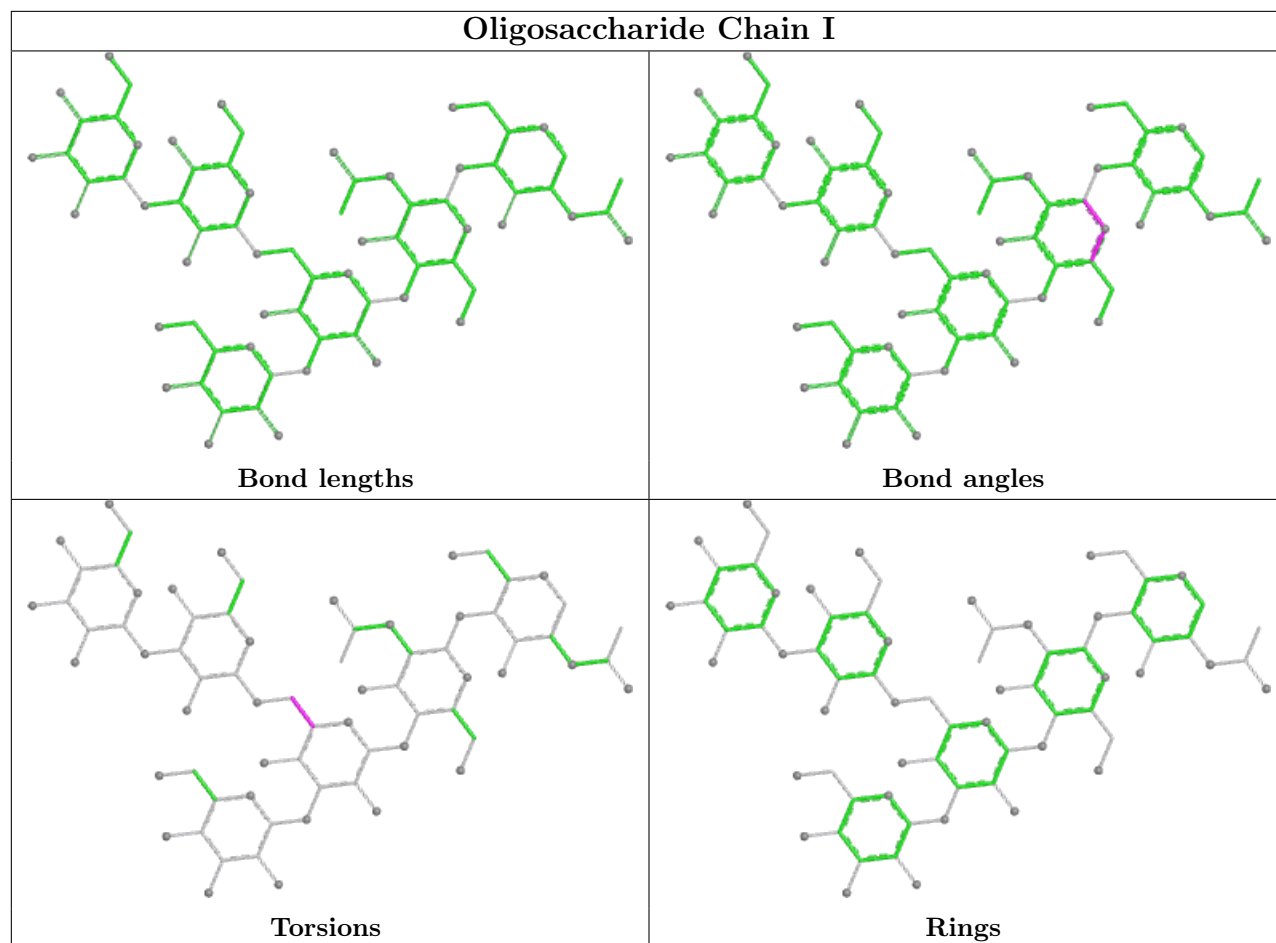 Oligosaccharide Chain I
Bond lengths
Bond angles
Torsions
Rings